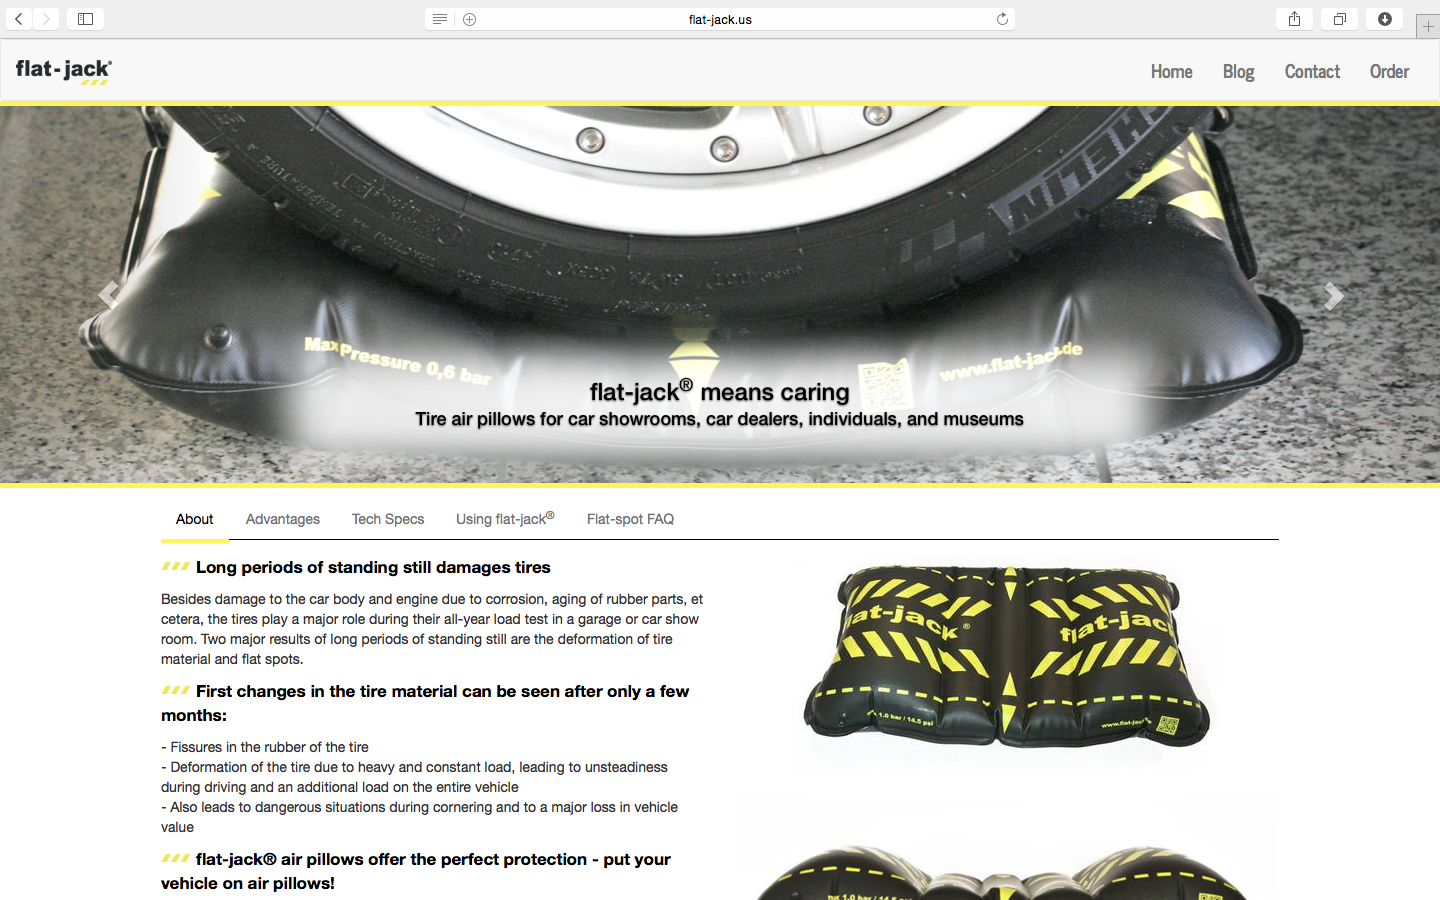 flat-jack.us
flat-jack®
Home
Blog
Contact
Order
TEMPERATURE A
Max Pressure 0,6 bar
www.flat-jack.de
flat-jack® means caring
Tire air pillows for car showrooms, car dealers, individuals, and museums
About
Advantages
Tech Specs
Using flat-jack®
Flat-spot FAQ
Long periods of standing still damages tires
Besides damage to the car body and engine due to corrosion, aging of rubber parts, et
cetera, the tires play a major role during their all-year load test in a garage or car show
room. Two major results of long periods of standing still are the deformation of tire
material and flat spots.
First changes in the tire material can be seen after only a few
months:
- Fissures in the rubber of the tire
- Deformation of the tire due to heavy and constant load, leading to unsteadiness
during driving and an additional load on the entire vehicle
- Also leads to dangerous situations during cornering and to a major loss in vehicle
value
flat-jack® air pillows offer the perfect protection - put your
vehicle on air pillows!
flat-jack®
flat-jack
1.0 bar / 14.5 psi
www.flat-jack.de
1.0 bar / 14.5 psi